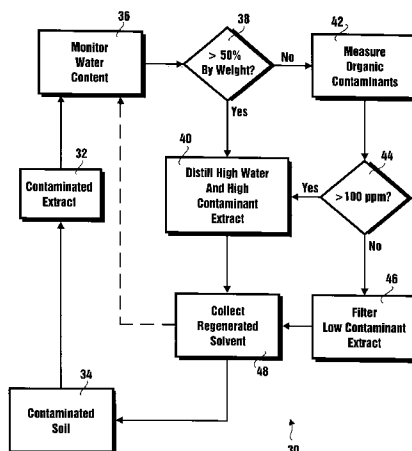 36
Monitor
Water
Content
38
> 50%
By Weight?
No
Yes
42
Measure
Organic
Contaminants
32
Contaminated
Extract
40
Distill High Water
And High
Contaminant
Extract
44
>100 ppm?
Yes
No
46
Filter
Low Contaminant
Extract
Collect
Regenerated
Solvent
48
34
Contaminated
Soil
30